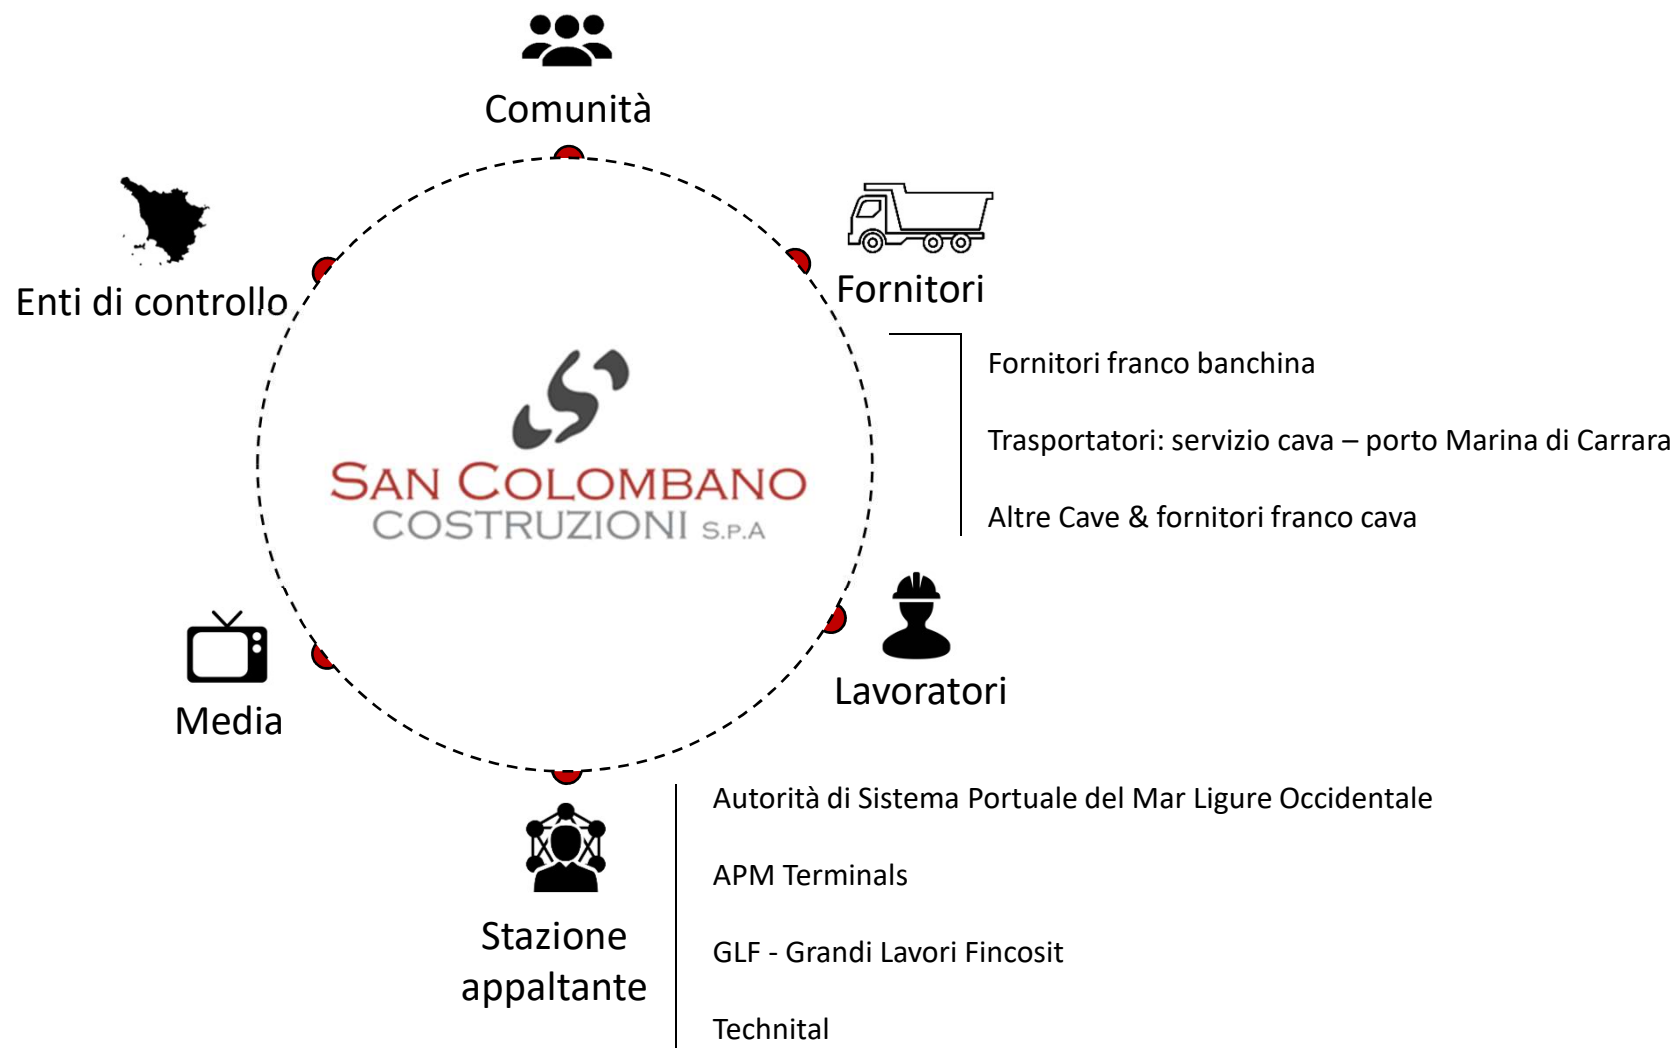 Comunità
Enti di controllo
Fornitori
Fornitori franco banchina
Trasportatori: servizio cava – porto Marina di Carrara
Altre Cave & fornitori franco cava
SAN COLOMBANO
COSTRUZIONI S.P.A
Lavoratori
Media
Stazione
appaltante
Autorità di Sistema Portuale del Mar Ligure Occidentale
APM Terminals
GLF - Grandi Lavori Fincosit
Technital